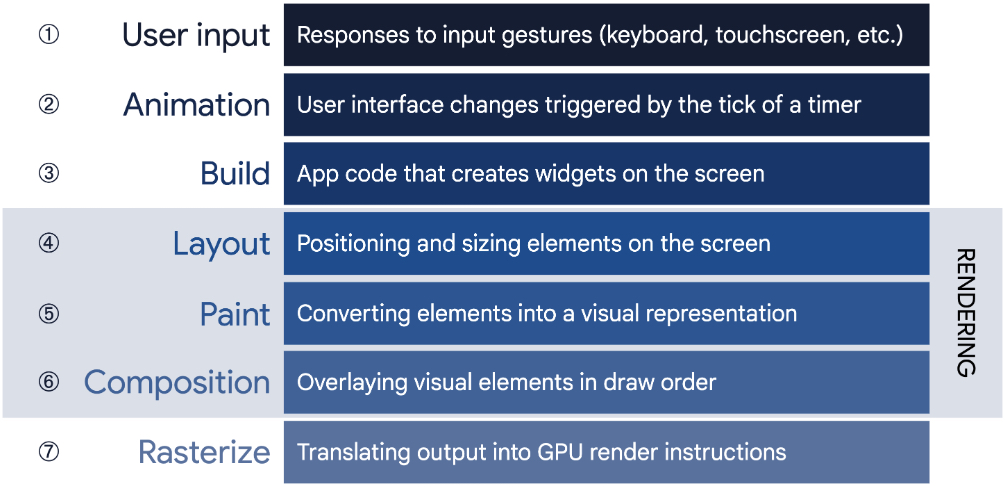 ① User input Responses to input gestures (keyboard, touchscreen, etc.)
② Animation User interface changes triggered by the tick of a timer
③ Build App code that creates widgets on the screen
④ Layout Positioning and sizing elements on the screen
⑤ Paint Converting elements into a visual representation
⑥ Composition Overlaying visual elements in draw order
⑦ Rasterize Translating output into GPU render instructions
RENDERING